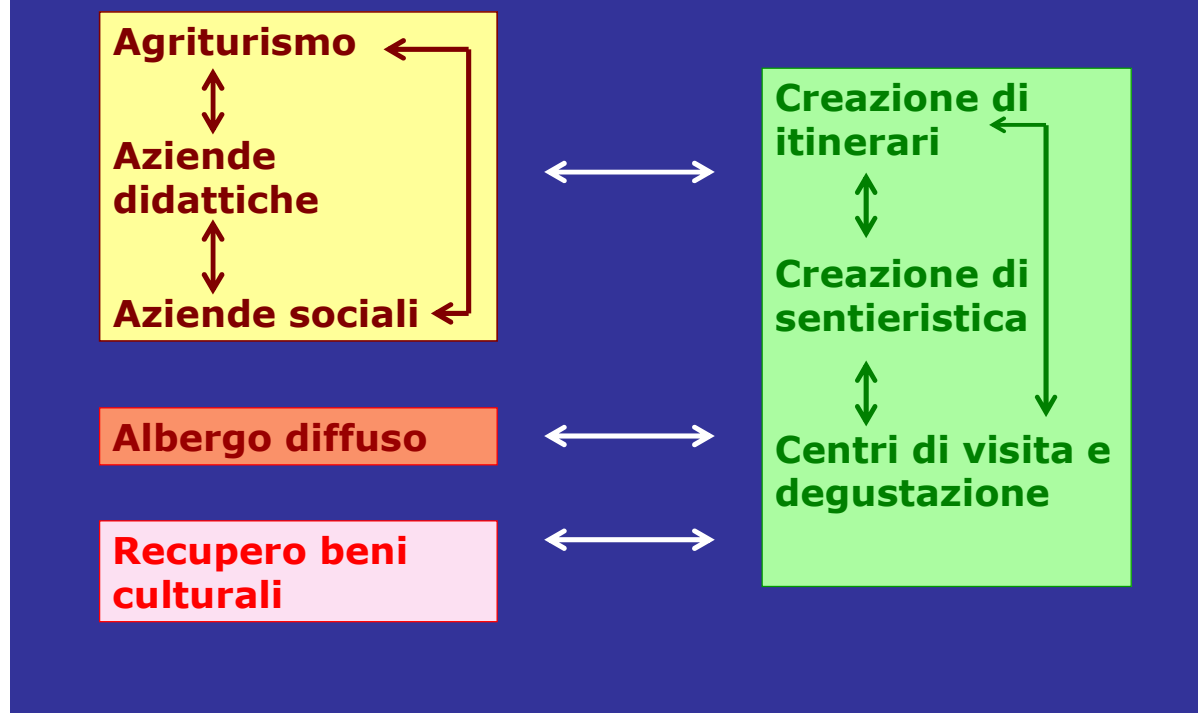 Agriturismo
Aziende
didattiche
Aziende sociali
Albergo diffuso
Recupero beni
culturali
Creazione di
itinerari
Creazione di
sentieristica
Centri di visita e
degustazione